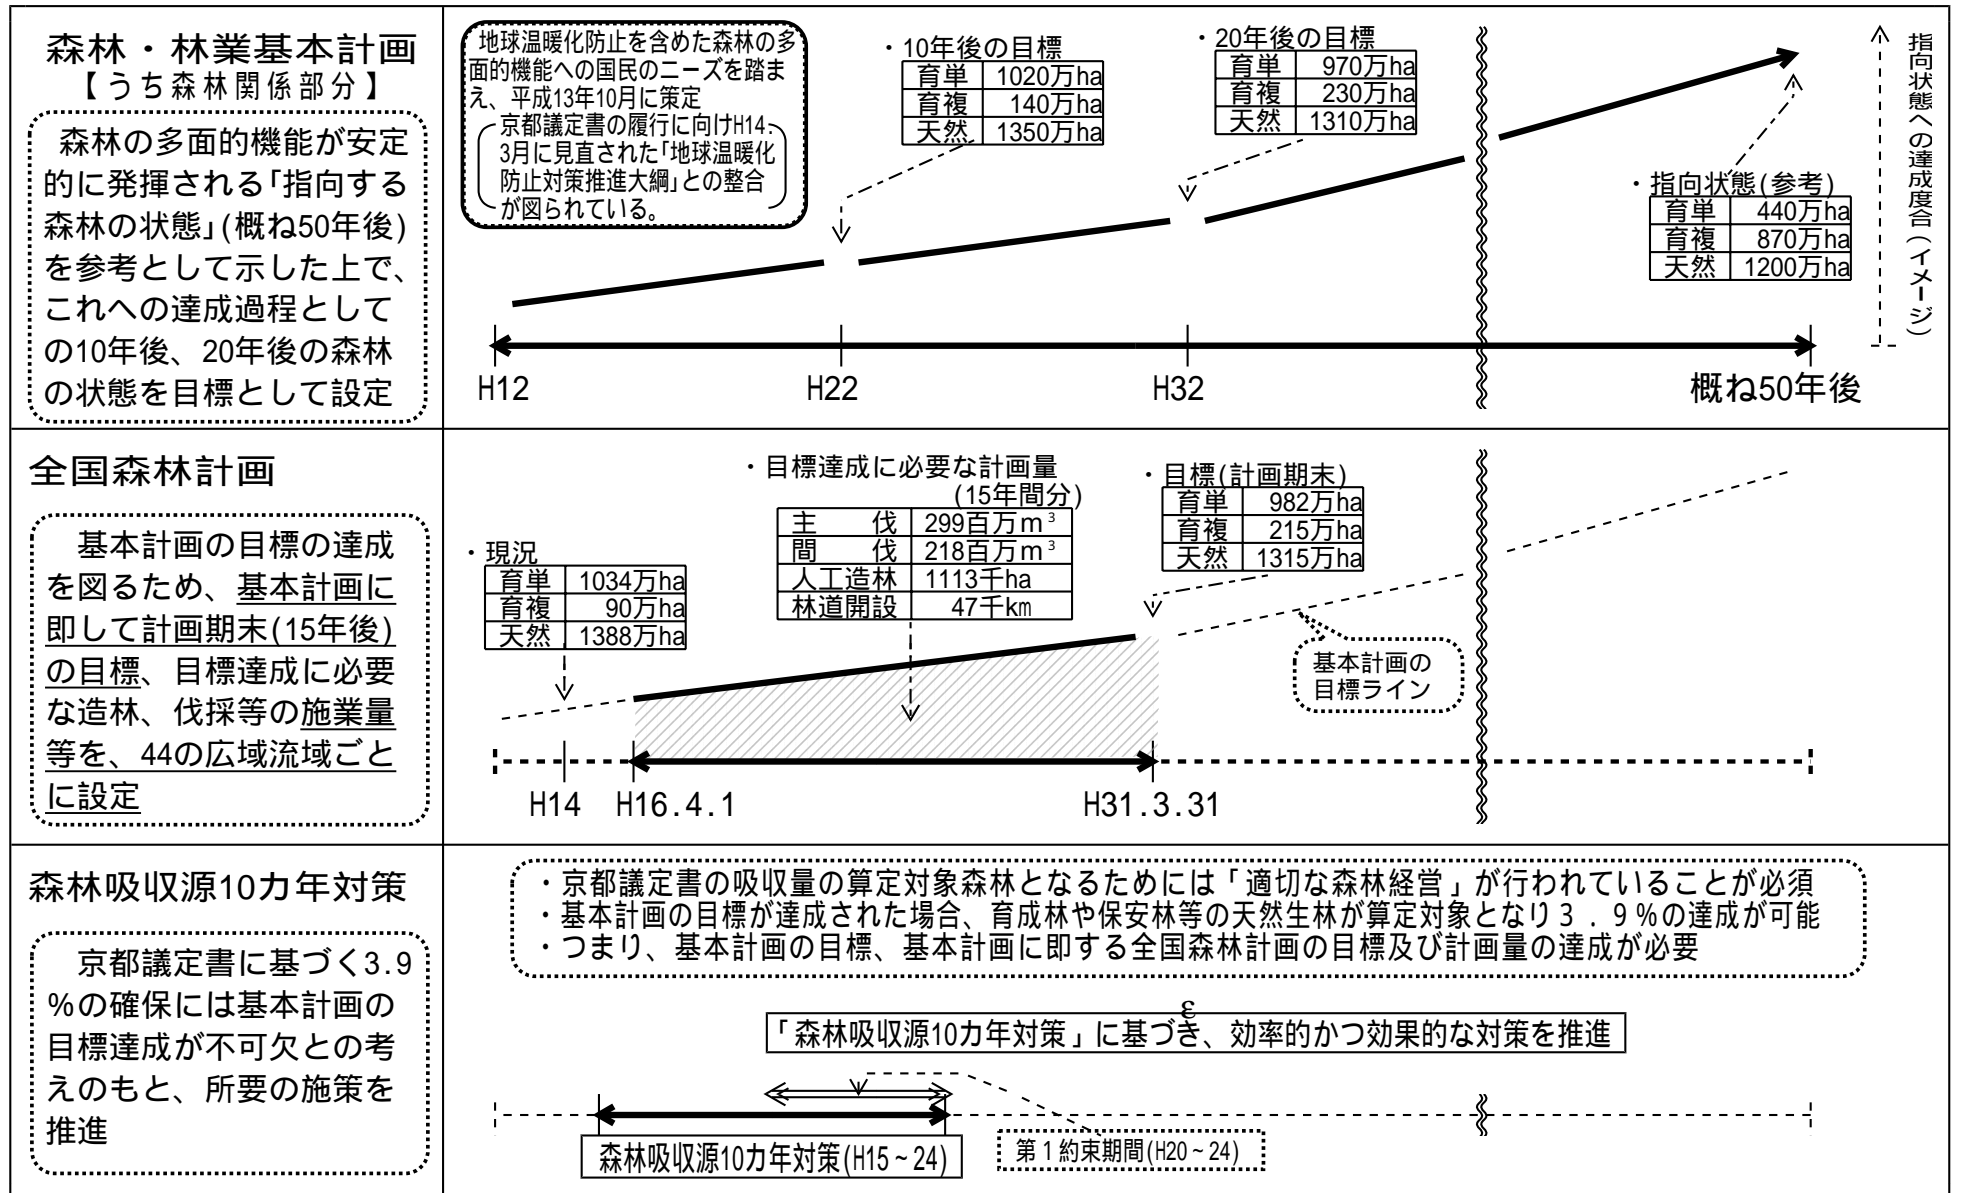 森林・林業基本計画
【うち森林関係部分】
森林の多面的機能が安定
的に発揮される「指向する
森林の状態」(概ね50年後)
を参考として示した上で、
これへの達成過程として
の10年後、20年後の森林
の状態を目標として設定
地球温暖化防止を含めた森林の多
面的機能への国民のニーズを踏ま
え、平成13年10月に策定
京都議定書の履行に向けH14.
3月に見直された「地球温暖化
防止対策推進大綱」との整合
が図られている。
・10年後の目標
育単 1020万ha
育複 140万ha
天然 1350万ha
・20年後の目標
育単 970万ha
育複 230万ha
天然 1310万ha
・指向状態(参考)
育単 440万ha
育複 870万ha
天然 1200万ha
指向状態への達成度合(イメージ)
H12 H22 H32 概ね50年後
全国森林計画
基本計画の目標の達成
を図るため、基本計画に
即して計画期末(15年後)
の目標、目標達成に必要
な造林、伐採等の施業量
等を、44の広域流域ごと
に設定
・現況
育単 1034万ha
育複 90万ha
天然 1388万ha
・目標達成に必要な計画量
(15年間分)
主 伐 299百万m³
間 伐 218百万m³
人工造林 1113千ha
林道開設 47千km
・目標(計画期末)
育単 982万ha
育複 215万ha
天然 1315万ha
基本計画の
目標ライン
H14 H16.4.1 H31.3.31
森林吸収源10カ年対策
京都議定書に基づく3.9
%の確保には基本計画の
目標達成が不可欠との考
えのもと、所要の施策を
推進
・京都議定書の吸収量の算定対象森林となるためには「適切な森林経営」が行われていることが必須
・基本計画の目標が達成された場合、育成林や保安林等の天然生林が算定対象となり3.9%の達成が可能
・つまり、基本計画の目標、基本計画に即する全国森林計画の目標及び計画量の達成が必要
ε
「森林吸収源10カ年対策」に基づき、効率的かつ効果的な対策を推進
森林吸収源10カ年対策(H15~24)
第1約束期間(H20~24)